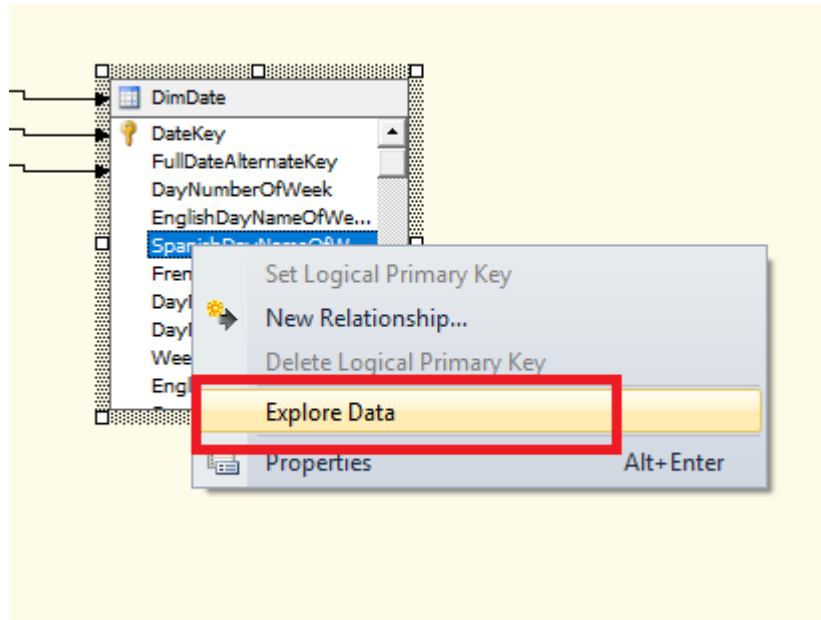 DimDate
DateKey
FullDateAlternateKey
DayNumberOfWeek
EnglishDayNameOfWe...
Set Logical Primary Key
New Relationship...
Delete Logical Primary Key
Explore Data
Properties Alt+Enter